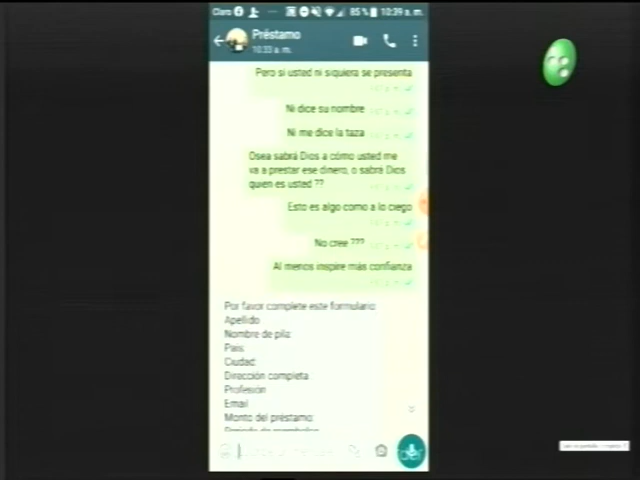 Claro
85%
10:39 a. m.
Préstamo
10:33 a. m.
Pero si usted ni siquiera se presenta
Ni dice su nombre
Ni me dice la taza
Osea sabrá Dios a cómo usted me
va a prestar ese dinero, o sabrá Dios
quien es usted ??
Esto es algo como a lo ciego
No cree ???
Al menos inspire más confianza
Por favor complete este formulario
Apellido
Nombre de pila:
País:
Ciudad:
Dirección completa
Profesión
Email
Monto del préstamo: